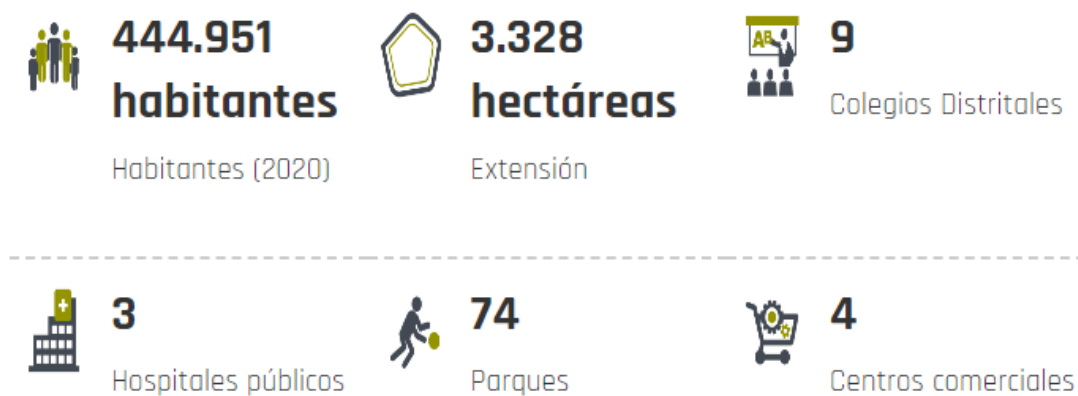 444.951
habitantes
Habitantes (2020)
3.328
hectáreas
Extensión
AB
9
Colegios Distritales
3
Hospitales públicos
74
Parques
4
Centros comerciales